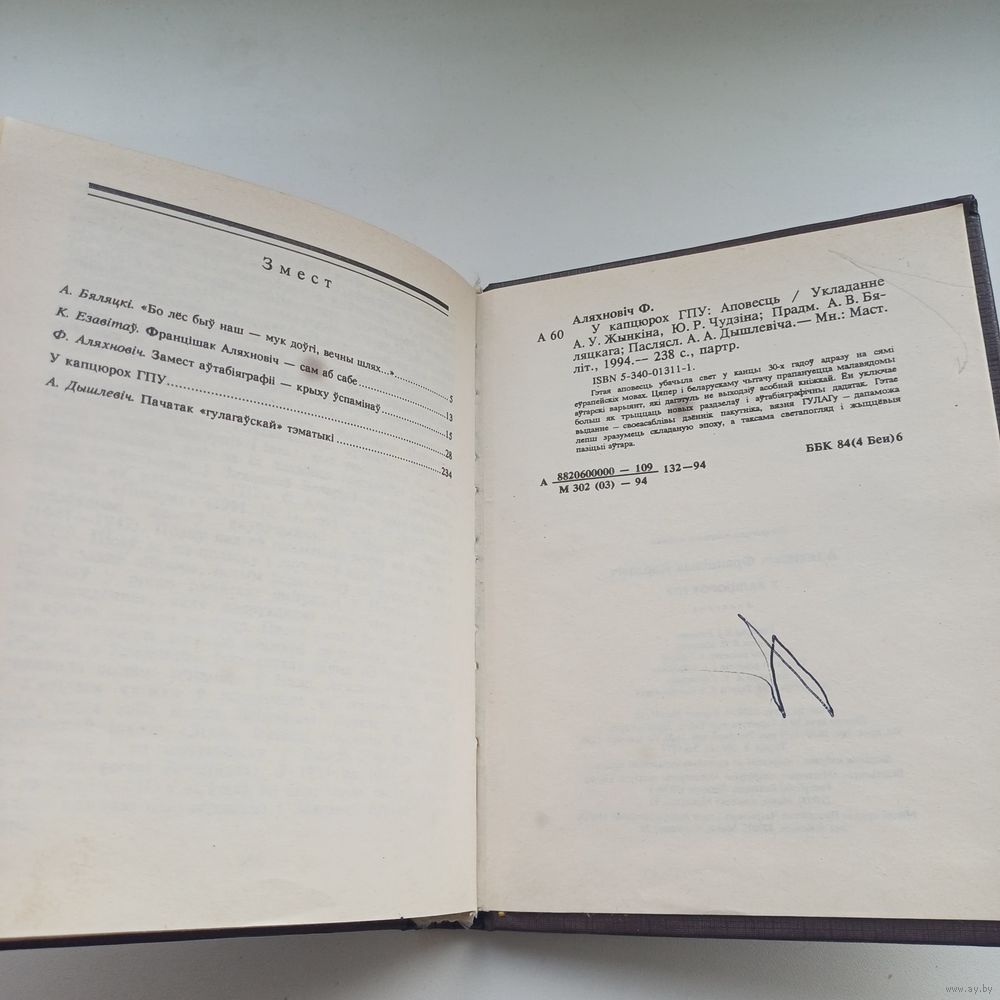 Змест
А. Бяляцкі. «Бо лёс быў наш — мук доўгі, вечны шлях...» 5
К. Езавітаў. Францішак Аляхновіч — сам аб сабе 13
Ф. Аляхновіч. Замест аўтабіяграфіі — крыху ўспамінаў 15
У капцюрох ГПУ 28
А. Дышлевіч. Пачатак «гулагаўскай» тэматыкі 234
Аляхновіч Ф.
А 60 У капцюрох ГПУ: Аповесць / Укладанне
А. У. Жынкіна, Ю. Р. Чудзіна; Прадм. А. В. Бя-
ляцкага; Паслясл. А. А. Дышлевіча.— Мн.: Маст.
літ., 1994.— 238 с., партр.
ISBN 5-340-01311-1.
Гэтая аповесць убачыла свет у канцы 30-х гадоў адразу на сямі
еўрапейскіх мовах. Цяпер і беларускаму чытачу прапануецца малавядомы
аўтарскі варыянт, які дагэтуль не выходзіў асобнай кніжкай. Ён уключае
больш як трыццаць новых раздзелаў і аўтабіяграфічны дадатак. Гэтае
выданне — своеасаблівы дзённік пакутніка, вязня ГУЛАГу — дапаможа
лепш зразумець складаную эпоху, а таксама светапогляд і жыццёвыя
пазіцыі аўтара.
А 8820600000 — 109 132—94
М 302 (03) — 94
ББК 84(4 Беи)6
www.ay.by